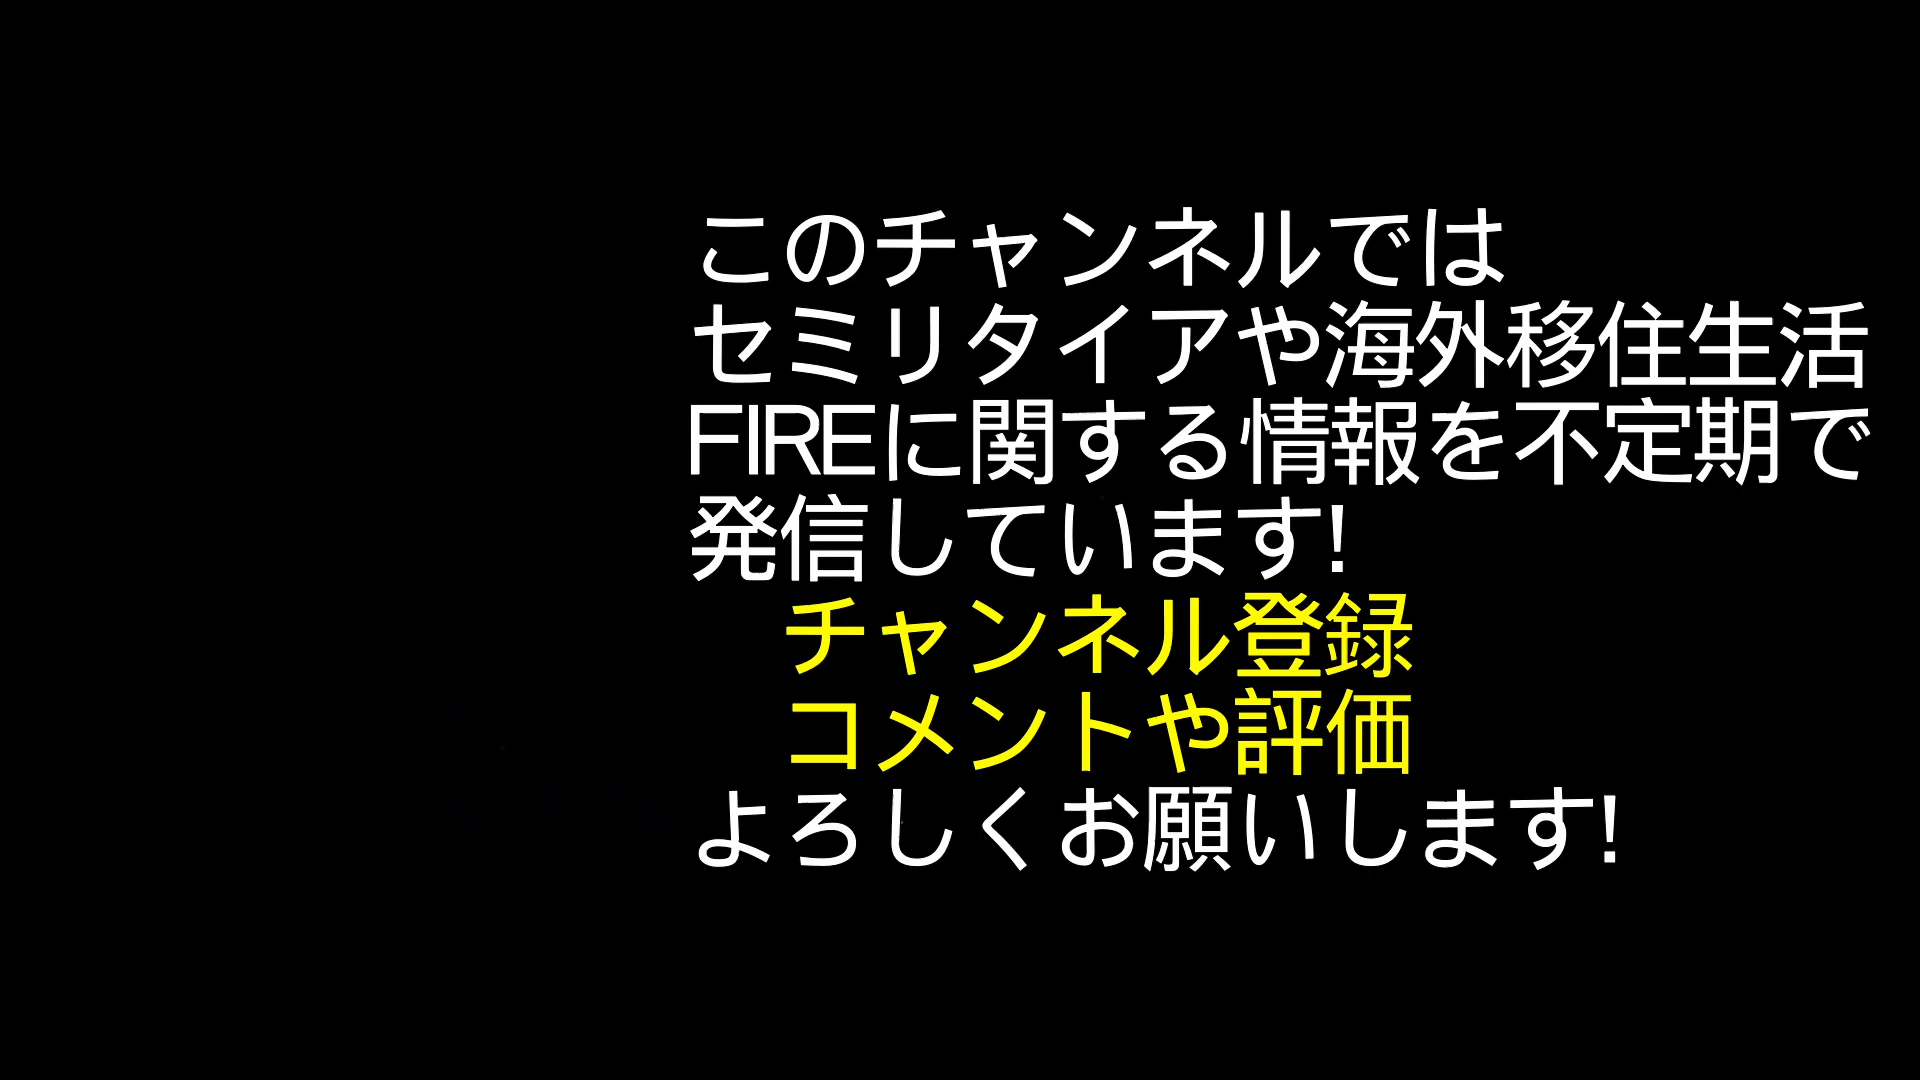 このチャンネルでは
セミリタイアや海外移住生活
FIREに関する情報を不定期で
発信しています!
チャンネル登録
コメントや評価
よろしくお願いします!